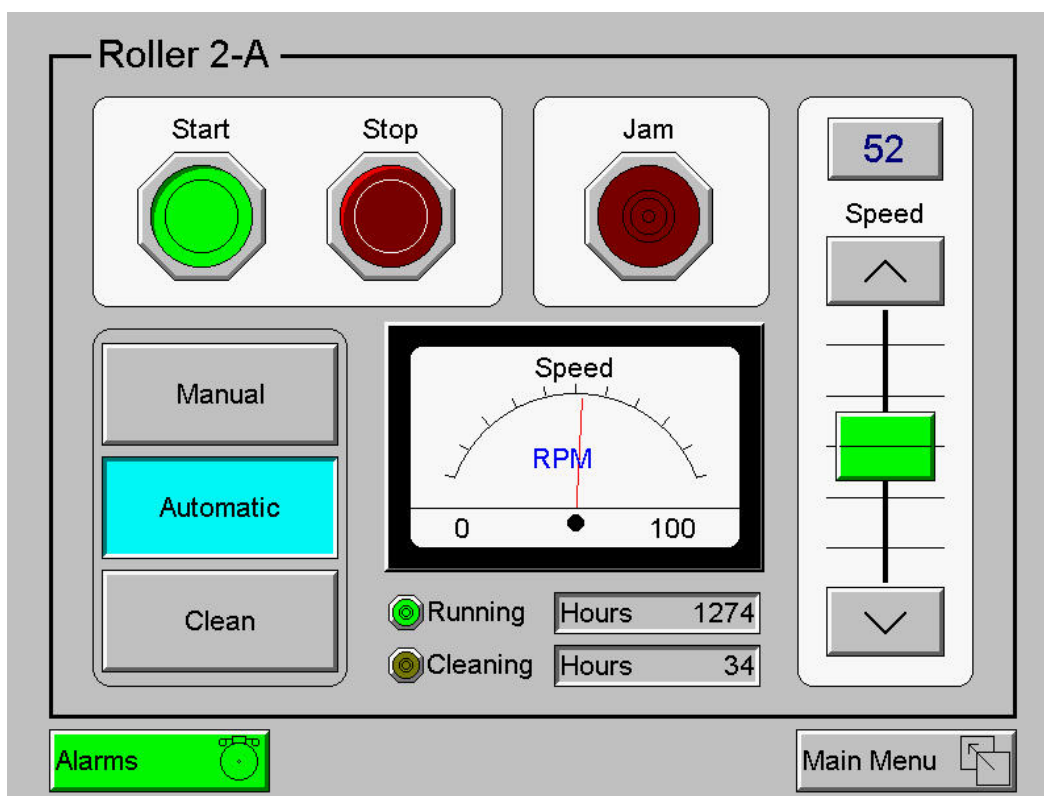 Roller 2-A
Start Stop
Jam
52
Speed
Manual
Automatic
Clean
Speed
RPM
0 100
Running Hours 1274
Cleaning Hours 34
Alarms
Main Menu